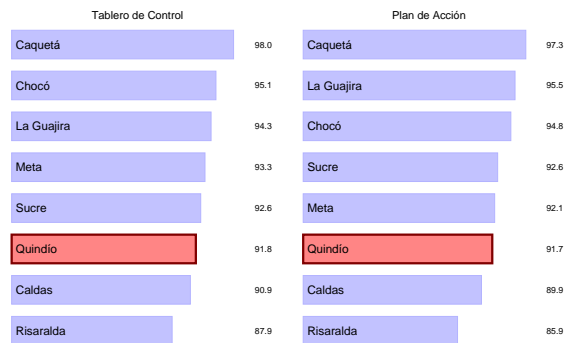 Tablero de Control
Caquetá 98.0
Chocó 95.1
La Guajira 94.3
Meta 93.3
Sucre 92.6
Quindío 91.8
Caldas 90.9
Risaralda 87.9
Plan de Acción
Caquetá 97.3
La Guajira 95.5
Chocó 94.8
Sucre 92.6
Meta 92.1
Quindío 91.7
Caldas 89.9
Risaralda 85.9